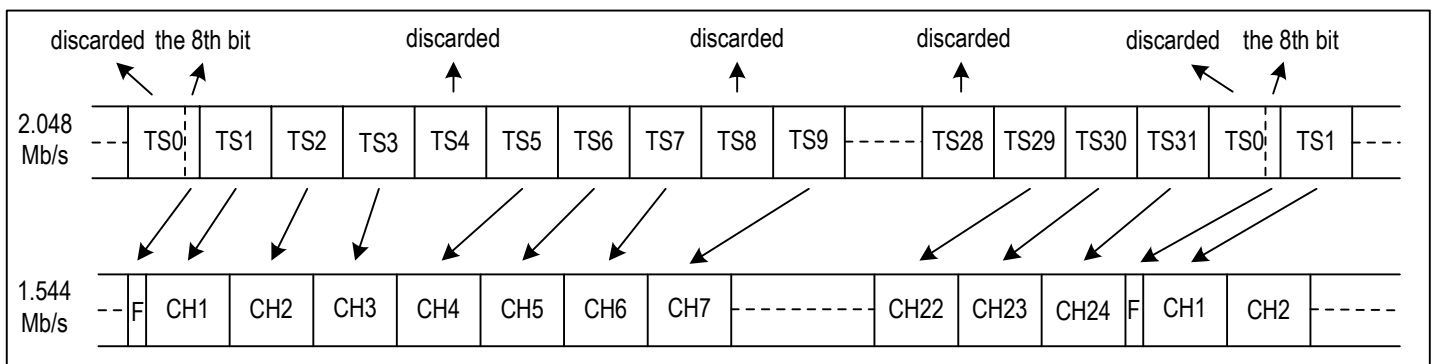 discarded the 8th bit discarded discarded discarded discarded the 8th bit
2.048
Mb/s
TS0 TS1 TS2 TS3 TS4 TS5 TS6 TS7 TS8 TS9 TS28 TS29 TS30 TS31 TS0 TS1
1.544
Mb/s
F CH1 CH2 CH3 CH4 CH5 CH6 CH7 CH22 CH23 CH24 F CH1 CH2